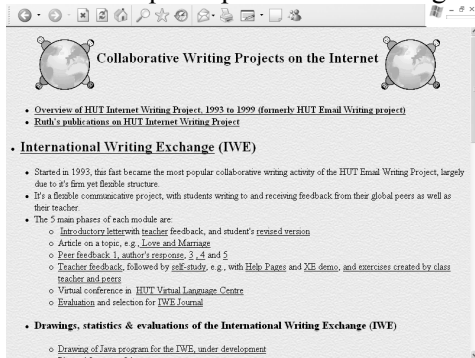 Collaborative Writing Projects on the Internet
Overview of HUT Internet Writing Project, 1993 to 1999 (formerly HUT Email Writing project)
Ruth's publications on HUT Internet Writing Project
International Writing Exchange (IWE)
Started in 1993, this fast became the most popular collaborative writing activity of the HUT Email Writing Project, largely
due to it's firm yet flexible structure.
It's a flexible communicative project, with students writing to and receiving feedback from their global peers as well as
their teacher.
The 5 main phases of each module are:
Introductory letterwith teacher feedback, and student's revised version
Article on a topic, e.g., Love and Marriage
Peer feedback 1, author's response, 3 , 4 and 5
Teacher feedback, followed by self-study, e.g., with Help Pages and XE demo, and exercises created by class
teacher and peers
Virtual conference in HUT Virtual Language Centre
Evaluation and selection for IWE Journal
Drawings, statistics & evaluations of the International Writing Exchange (IWE)
Drawing of Java program for the IWE, under development